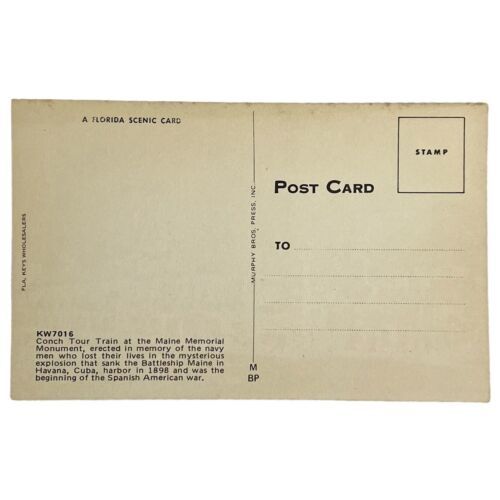 A FLORIDA SCENIC CARD
FLA. KEYS WHOLESALERS
KW7016
Conch Tour Train at the Maine Memorial
Monument, erected in memory of the navy
men who lost their lives in the mysterious
explosion that sank the Battleship Maine in
Havana, Cuba, harbor in 1898 and was the
beginning of the Spanish American war.
MURPHY BROS. PRESS, INC.
M
BP
POST CARD
STAMP
TO